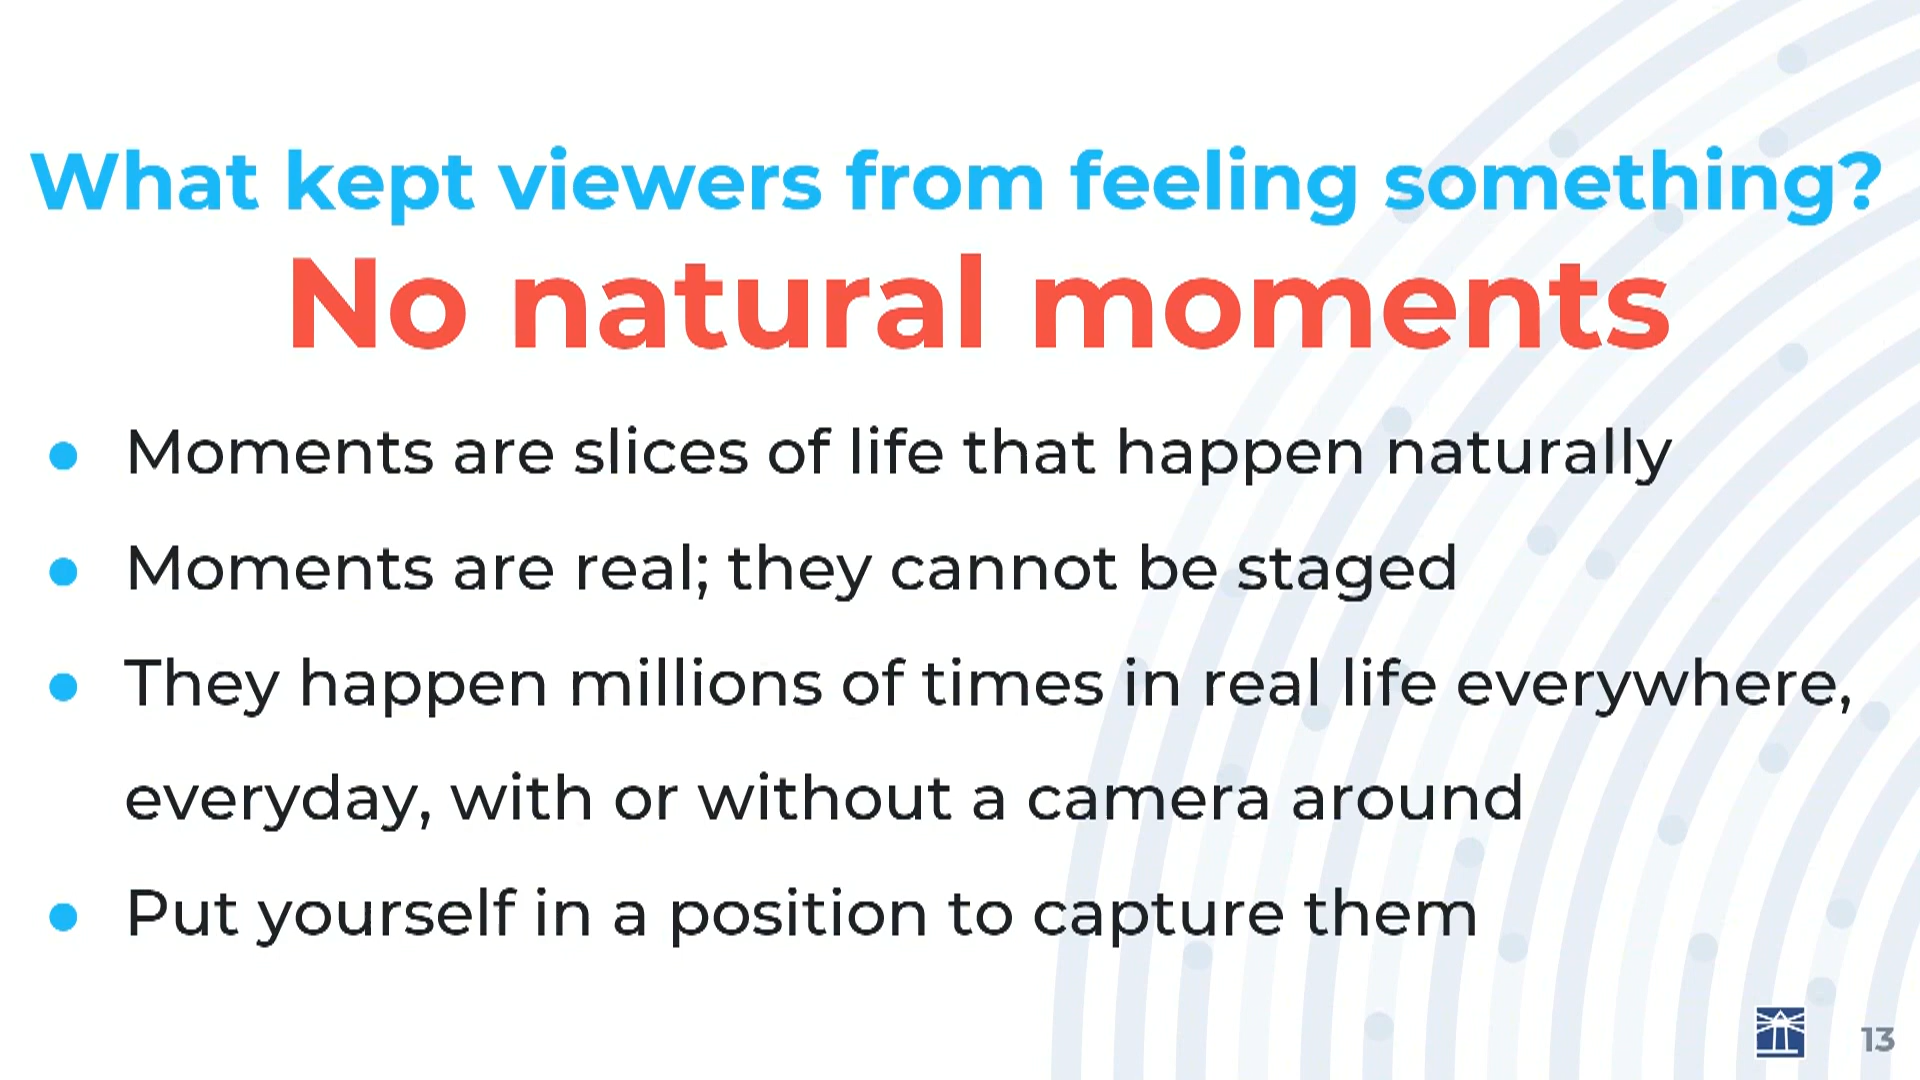 What kept viewers from feeling something?
No natural moments
● Moments are slices of life that happen naturally
● Moments are real; they cannot be staged
● They happen millions of times in real life everywhere,
everyday, with or without a camera around
● Put yourself in a position to capture them
13